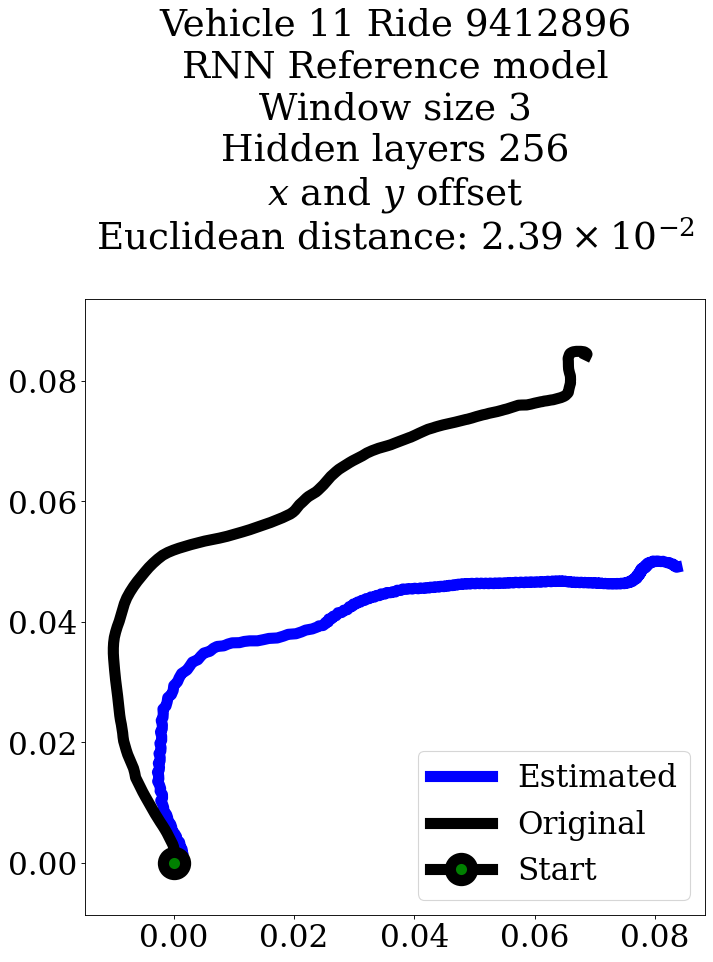 Vehicle 11 Ride 9412896
RNN Reference model
Window size 3
Hidden layers 256
x and y offset
Euclidean distance: 2.39 × 10⁻²
0.08
0.06
0.04
0.02
0.00
Estimated
Original
Start
0.00 0.02 0.04 0.06 0.08